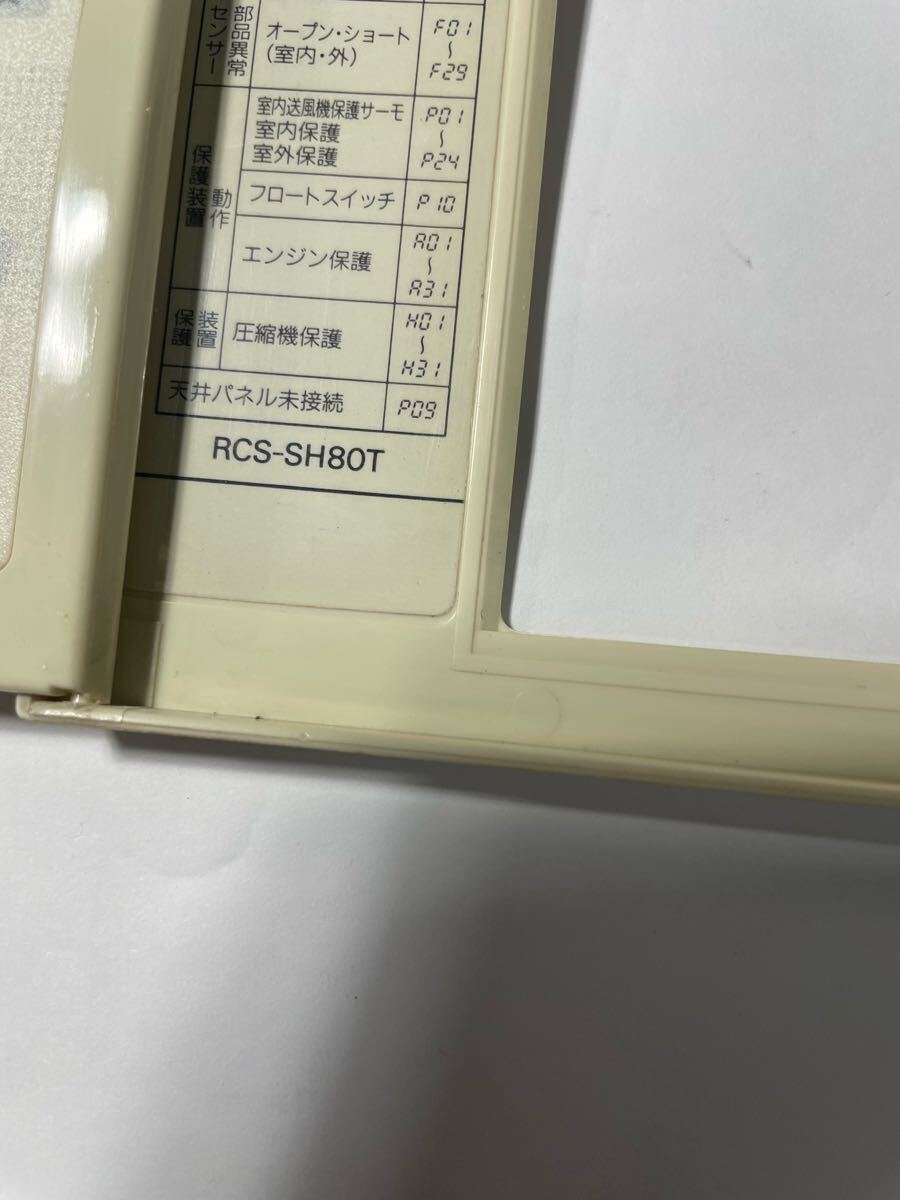 センサー
部品異常
オープン・ショート
(室内・外)
F01
〜
F29
保護装置
動作
室内送風機保護サーモ
室内保護
室外保護
P01
〜
P24
フロートスイッチ
P10
エンジン保護
A01
〜
A31
保護
装置
圧縮機保護
H01
〜
H31
天井パネル未接続
P09
RCS-SH80T